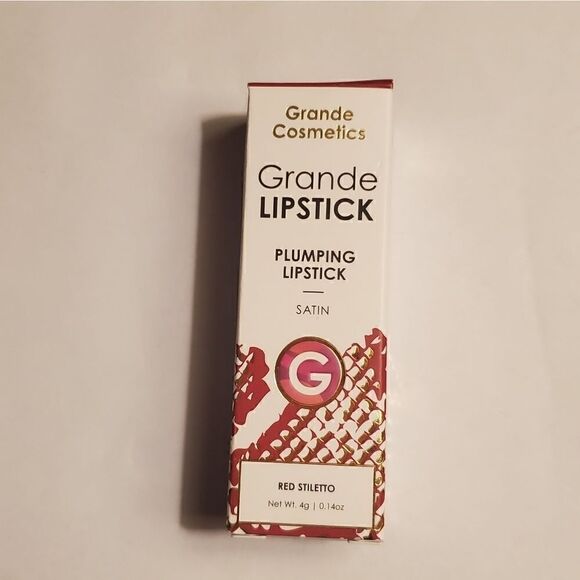 Grande
Cosmetics
Grande
LIPSTICK
PLUMPING
LIPSTICK
SATIN
G
RED STILETTO
Net Wt. 4g | 0.14oz